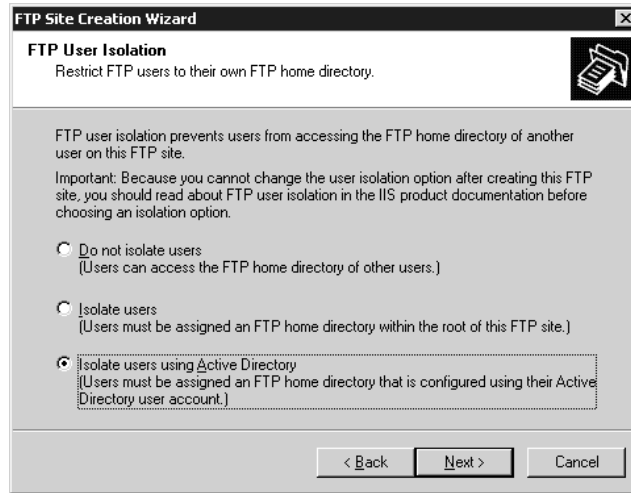 FTP Site Creation Wizard
FTP User Isolation
Restrict FTP users to their own FTP home directory.
FTP user isolation prevents users from accessing the FTP home directory of another
user on this FTP site.
Important: Because you cannot change the user isolation option after creating this FTP
site, you should read about FTP user isolation in the IIS product documentation before
choosing an isolation option.
Do not isolate users
(Users can access the FTP home directory of other users.)
Isolate users
(Users must be assigned an FTP home directory within the root of this FTP site.)
Isolate users using Active Directory
(Users must be assigned an FTP home directory that is configured using their Active
Directory user account.)
< Back Next > Cancel